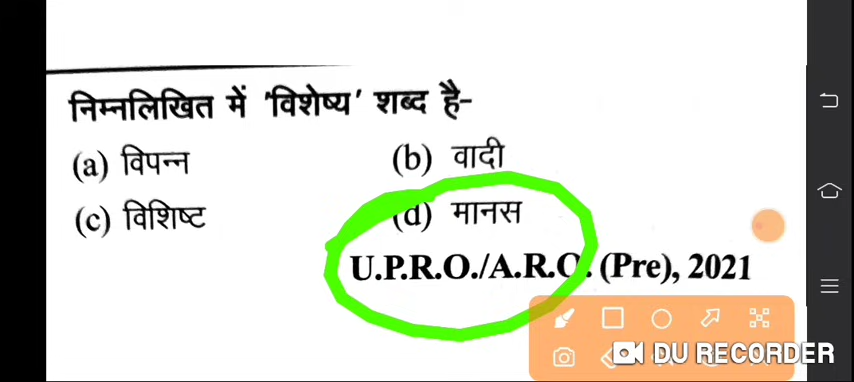 निम्नलिखित में 'विशेष्य' शब्द है-
(a) विपन्न (b) वादी
(c) विशिष्ट (d) मानस
U.P.R.O./A.R.O. (Pre), 2021
DU RECORDER